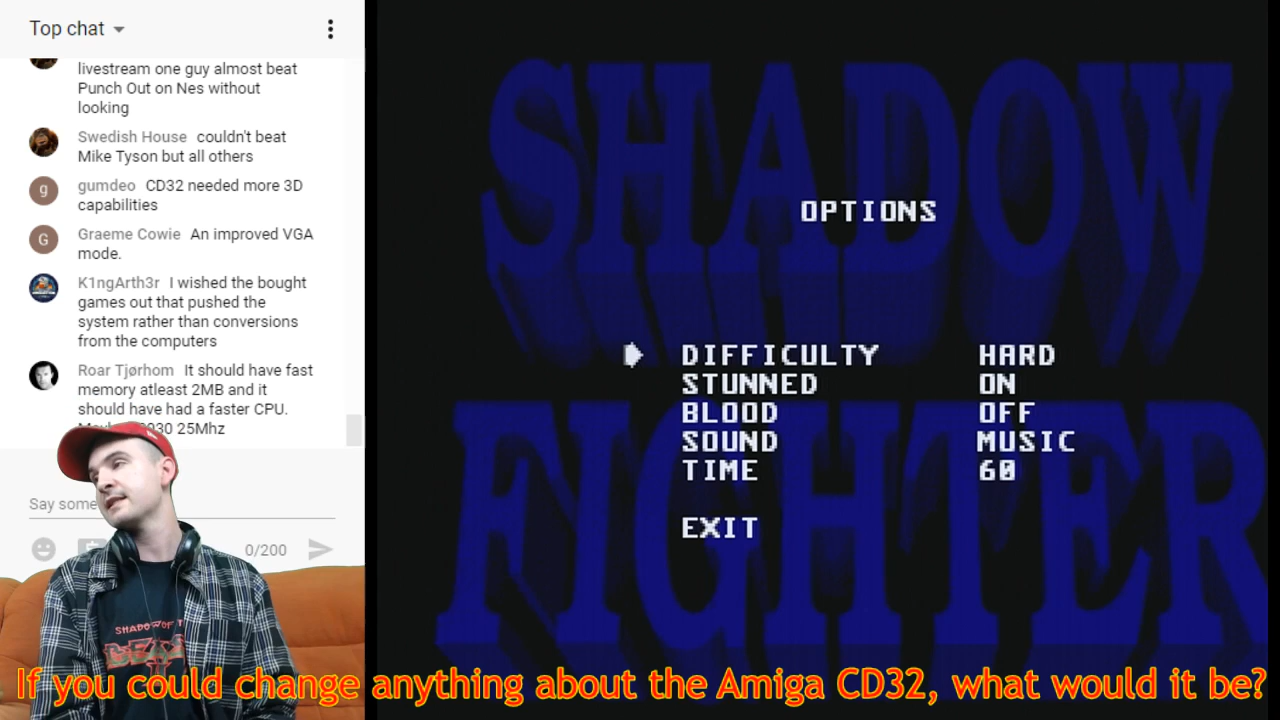 Top chat
livestream one guy almost beat
Punch Out on Nes without
looking
Swedish House couldn't beat
Mike Tyson but all others
g gumdeo CD32 needed more 3D
capabilities
G Graeme Cowie An improved VGA
mode.
K1ngArth3r I wished the bought
games out that pushed the
system rather than conversions
from the computers
Roar Tjørhom It should have fast
memory atleast 2MB and it
should have had a faster CPU.
25Mhz
Say some
0/200
SHADOW
FIGHTER
OPTIONS
DIFFICULTY HARD
STUNNED ON
BLOOD OFF
SOUND MUSIC
TIME 60
EXIT
SHADOW OF T
If you could change anything about the Amiga CD32, what would it be?